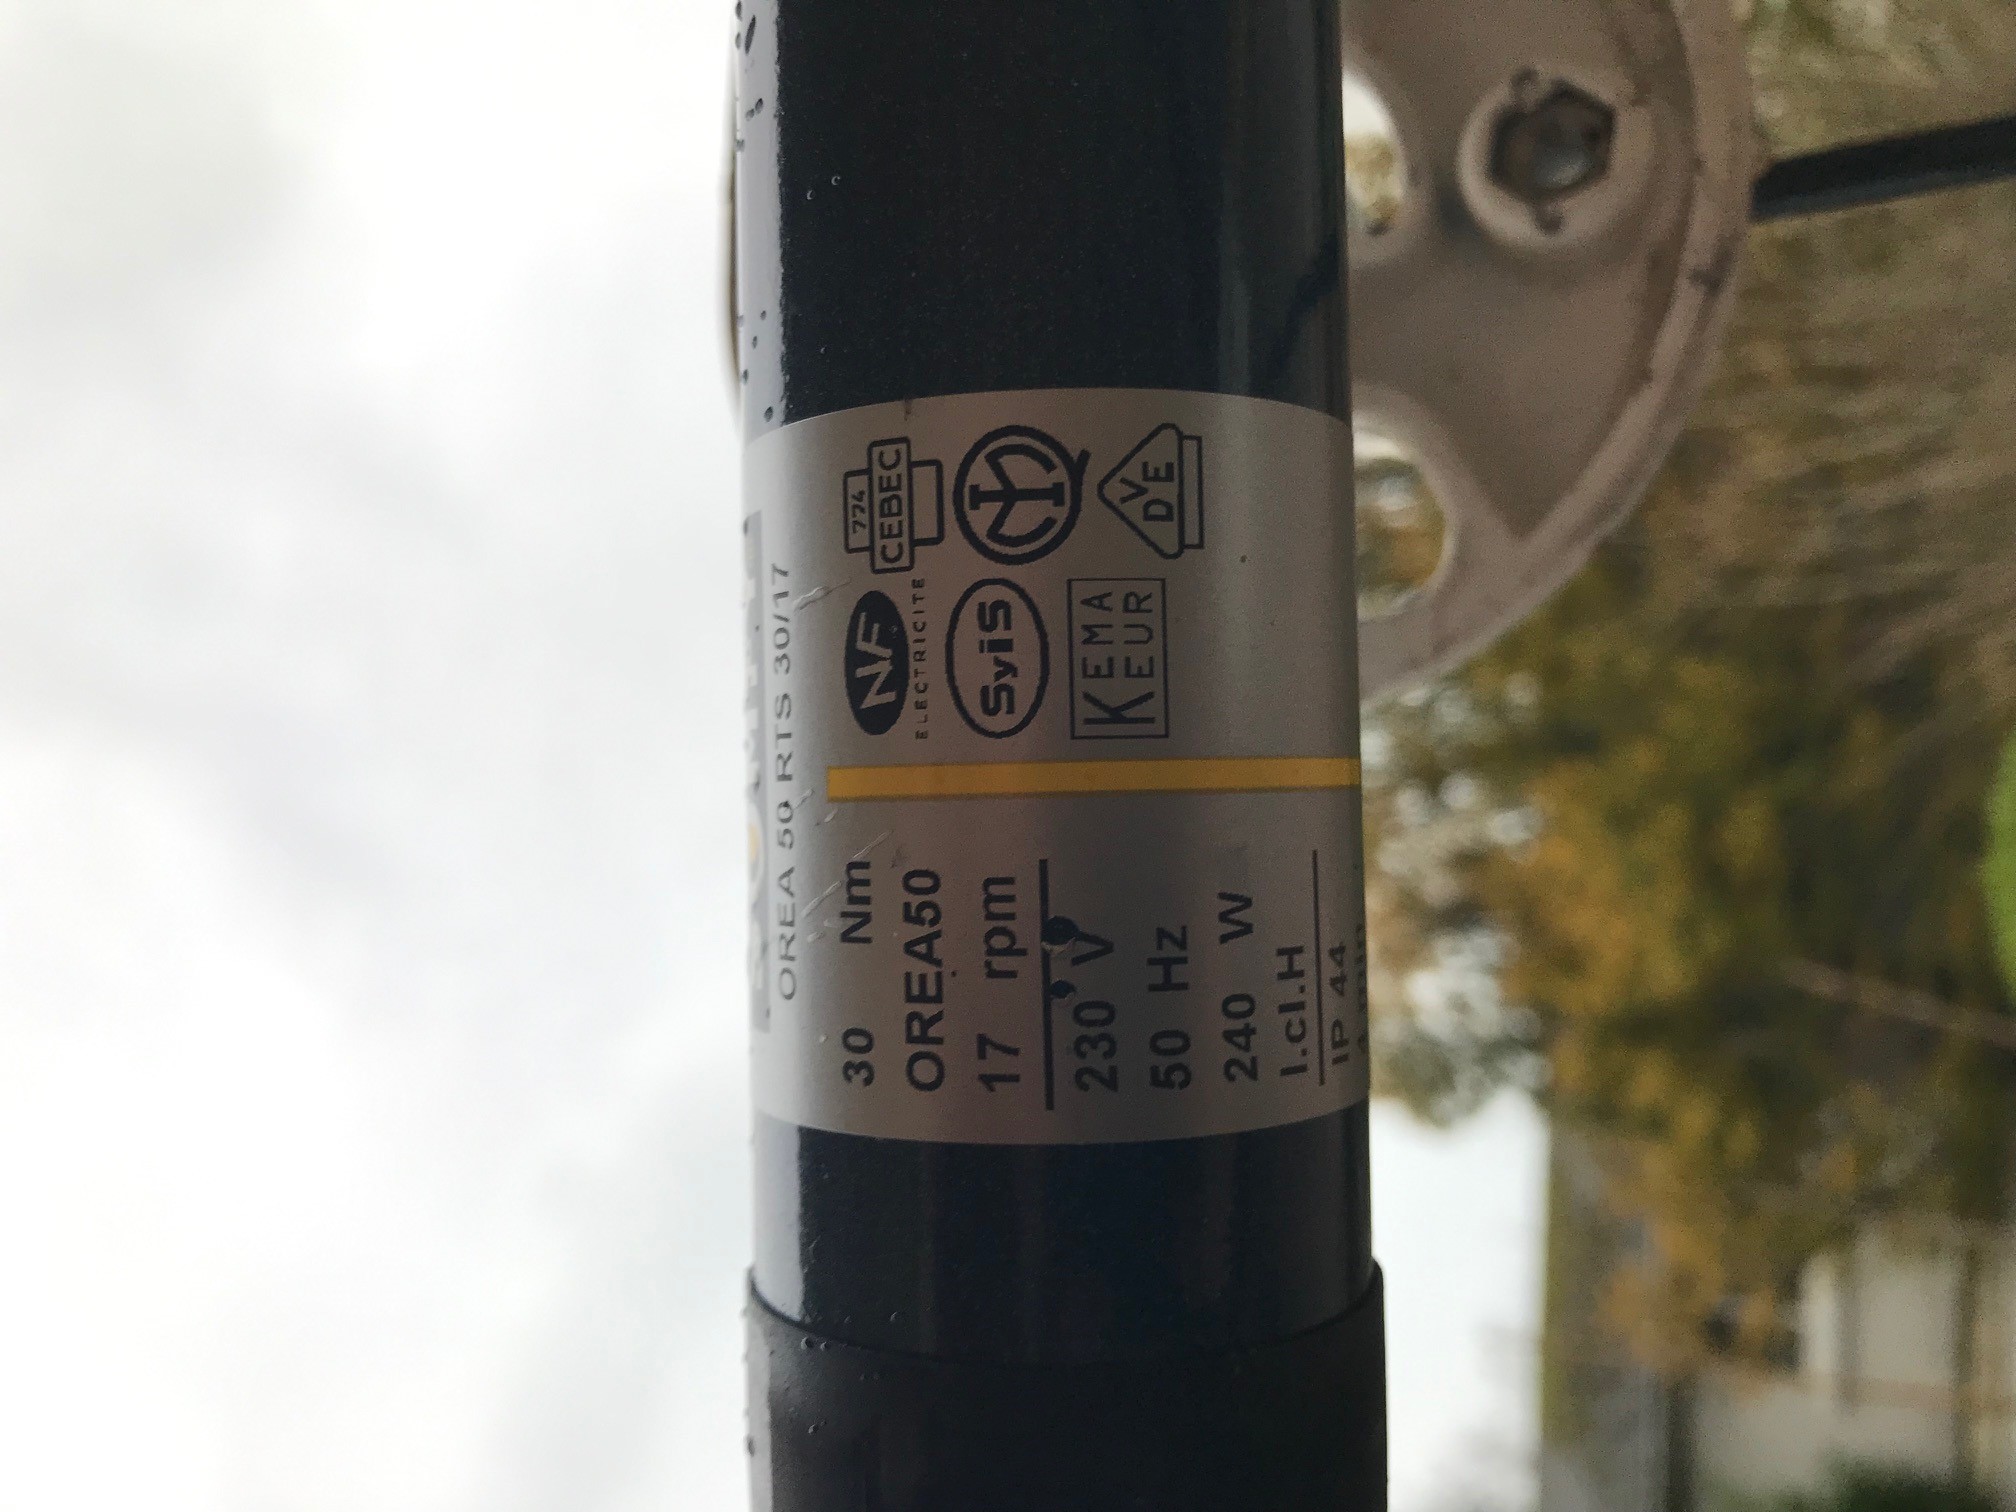 OREA 50 RTS 30/17
30 Nm
OREA50
17 rpm
230 V
50 Hz
240 W
I.cl.H
IP 44
NF
ELECTRICITE
SyiS
KEMA
KEUR
774
CEBEC
VDE